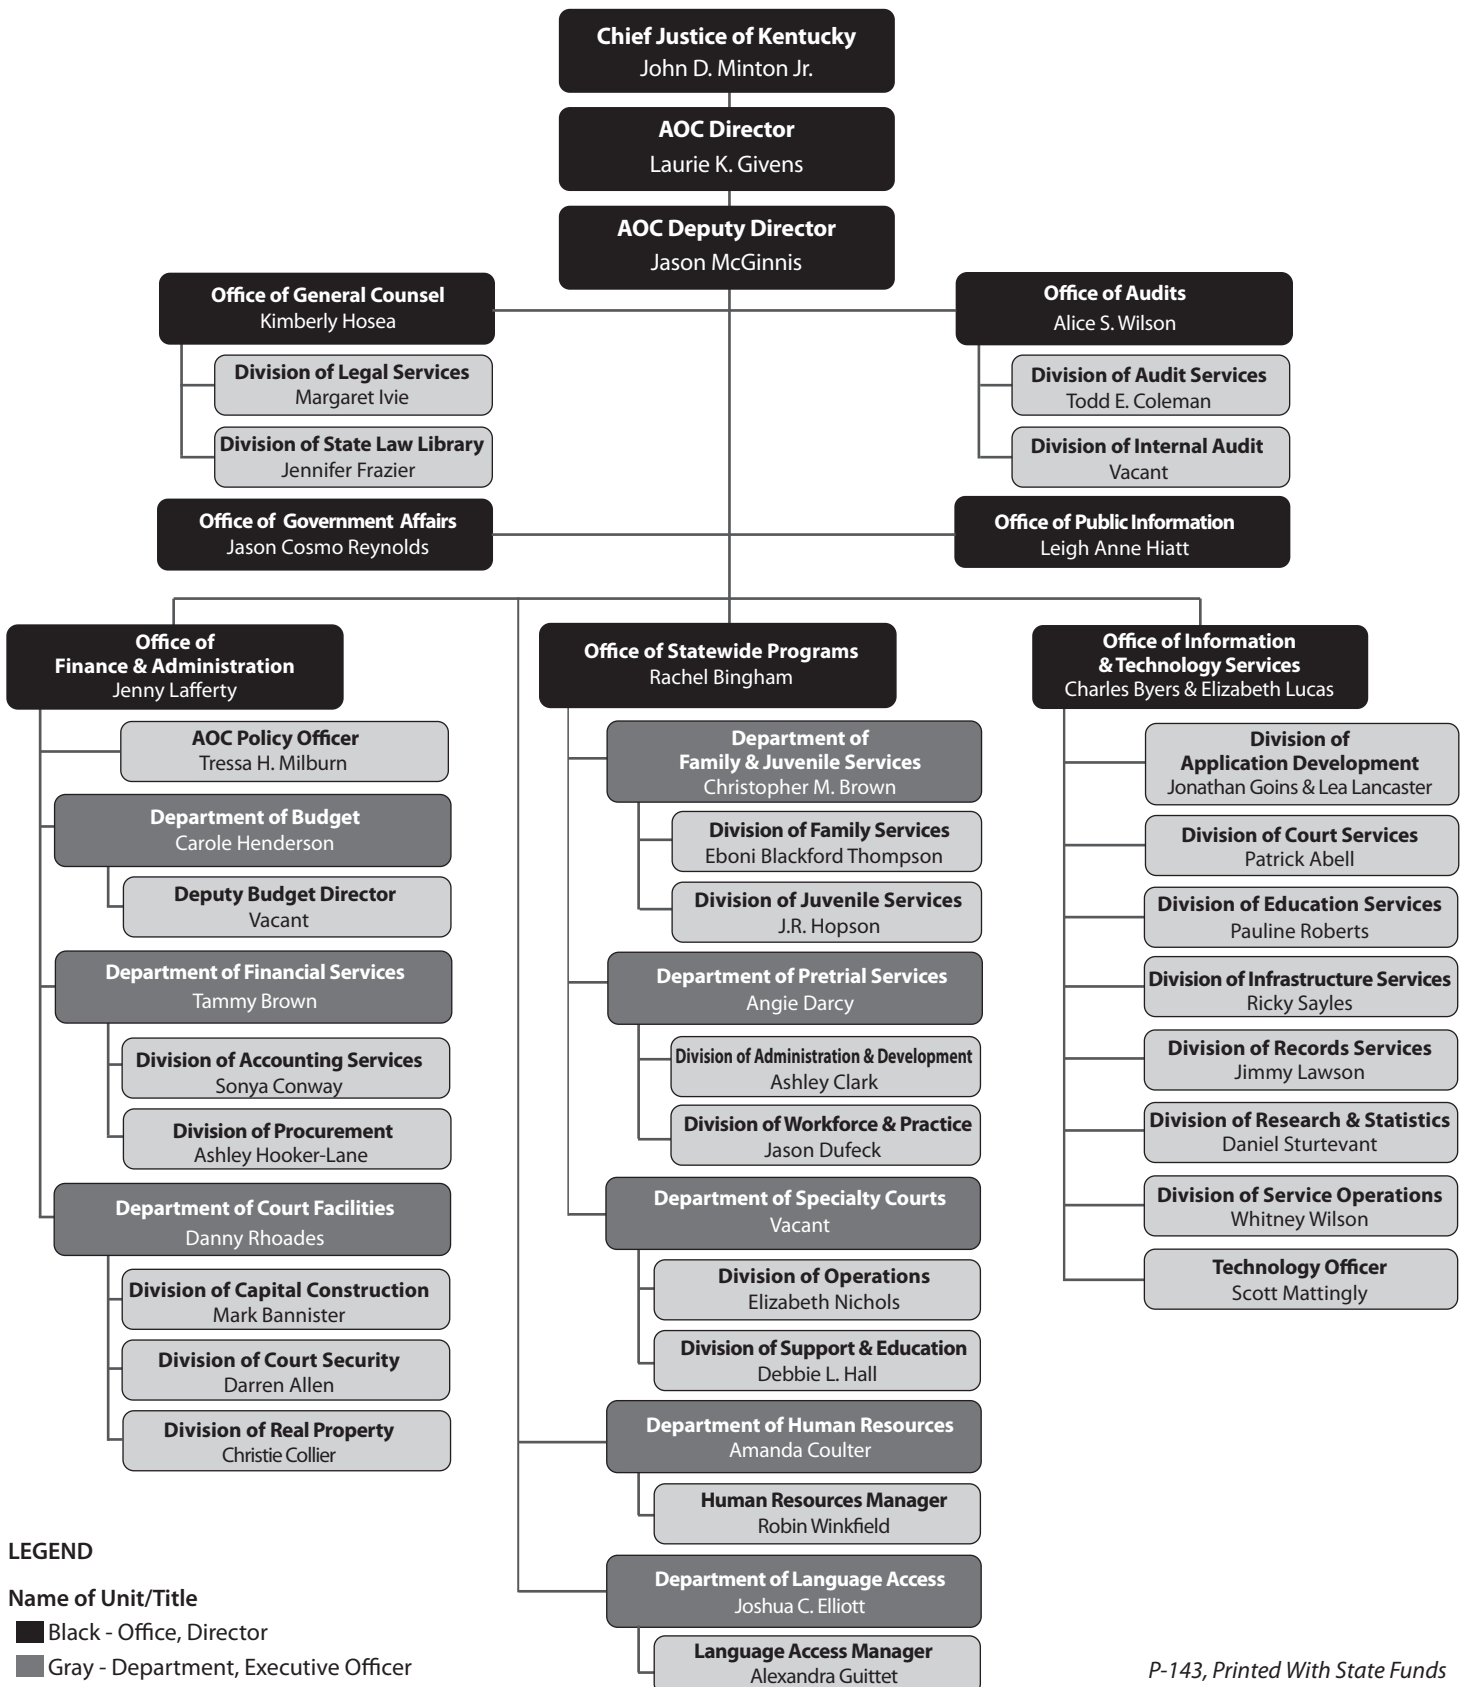 Chief Justice of Kentucky
John D. Minton Jr.
AOC Director
Laurie K. Givens
AOC Deputy Director
Jason McGinnis
Office of General Counsel
Kimberly Hosea
Division of Legal Services
Margaret Ivie
Division of State Law Library
Jennifer Frazier
Office of Audits
Alice S. Wilson
Division of Audit Services
Todd E. Coleman
Division of Internal Audit
Vacant
Office of Government Affairs
Jason Cosmo Reynolds
Office of Public Information
Leigh Anne Hiatt
Office of
Finance & Administration
Jenny Lafferty
AOC Policy Officer
Tressa H. Milburn
Department of Budget
Carole Henderson
Deputy Budget Director
Vacant
Department of Financial Services
Tammy Brown
Division of Accounting Services
Sonya Conway
Division of Procurement
Ashley Hooker-Lane
Department of Court Facilities
Danny Rhoades
Division of Capital Construction
Mark Bannister
Division of Court Security
Darren Allen
Division of Real Property
Christie Collier
Office of Statewide Programs
Rachel Bingham
Department of
Family & Juvenile Services
Christopher M. Brown
Division of Family Services
Eboni Blackford Thompson
Division of Juvenile Services
J.R. Hopson
Department of Pretrial Services
Angie Darcy
Division of Administration & Development
Ashley Clark
Division of Workforce & Practice
Jason Dufeck
Department of Specialty Courts
Vacant
Division of Operations
Elizabeth Nichols
Division of Support & Education
Debbie L. Hall
Department of Human Resources
Amanda Coulter
Human Resources Manager
Robin Winkfield
Department of Language Access
Joshua C. Elliott
Language Access Manager
Alexandra Guittet
Office of Information
& Technology Services
Charles Byers & Elizabeth Lucas
Division of
Application Development
Jonathan Goins & Lea Lancaster
Division of Court Services
Patrick Abell
Division of Education Services
Pauline Roberts
Division of Infrastructure Services
Ricky Sayles
Division of Records Services
Jimmy Lawson
Division of Research & Statistics
Daniel Sturtevant
Division of Service Operations
Whitney Wilson
Technology Officer
Scott Mattingly
LEGEND
Name of Unit/Title
Black - Office, Director
Gray - Department, Executive Officer
P-143, Printed With State Funds